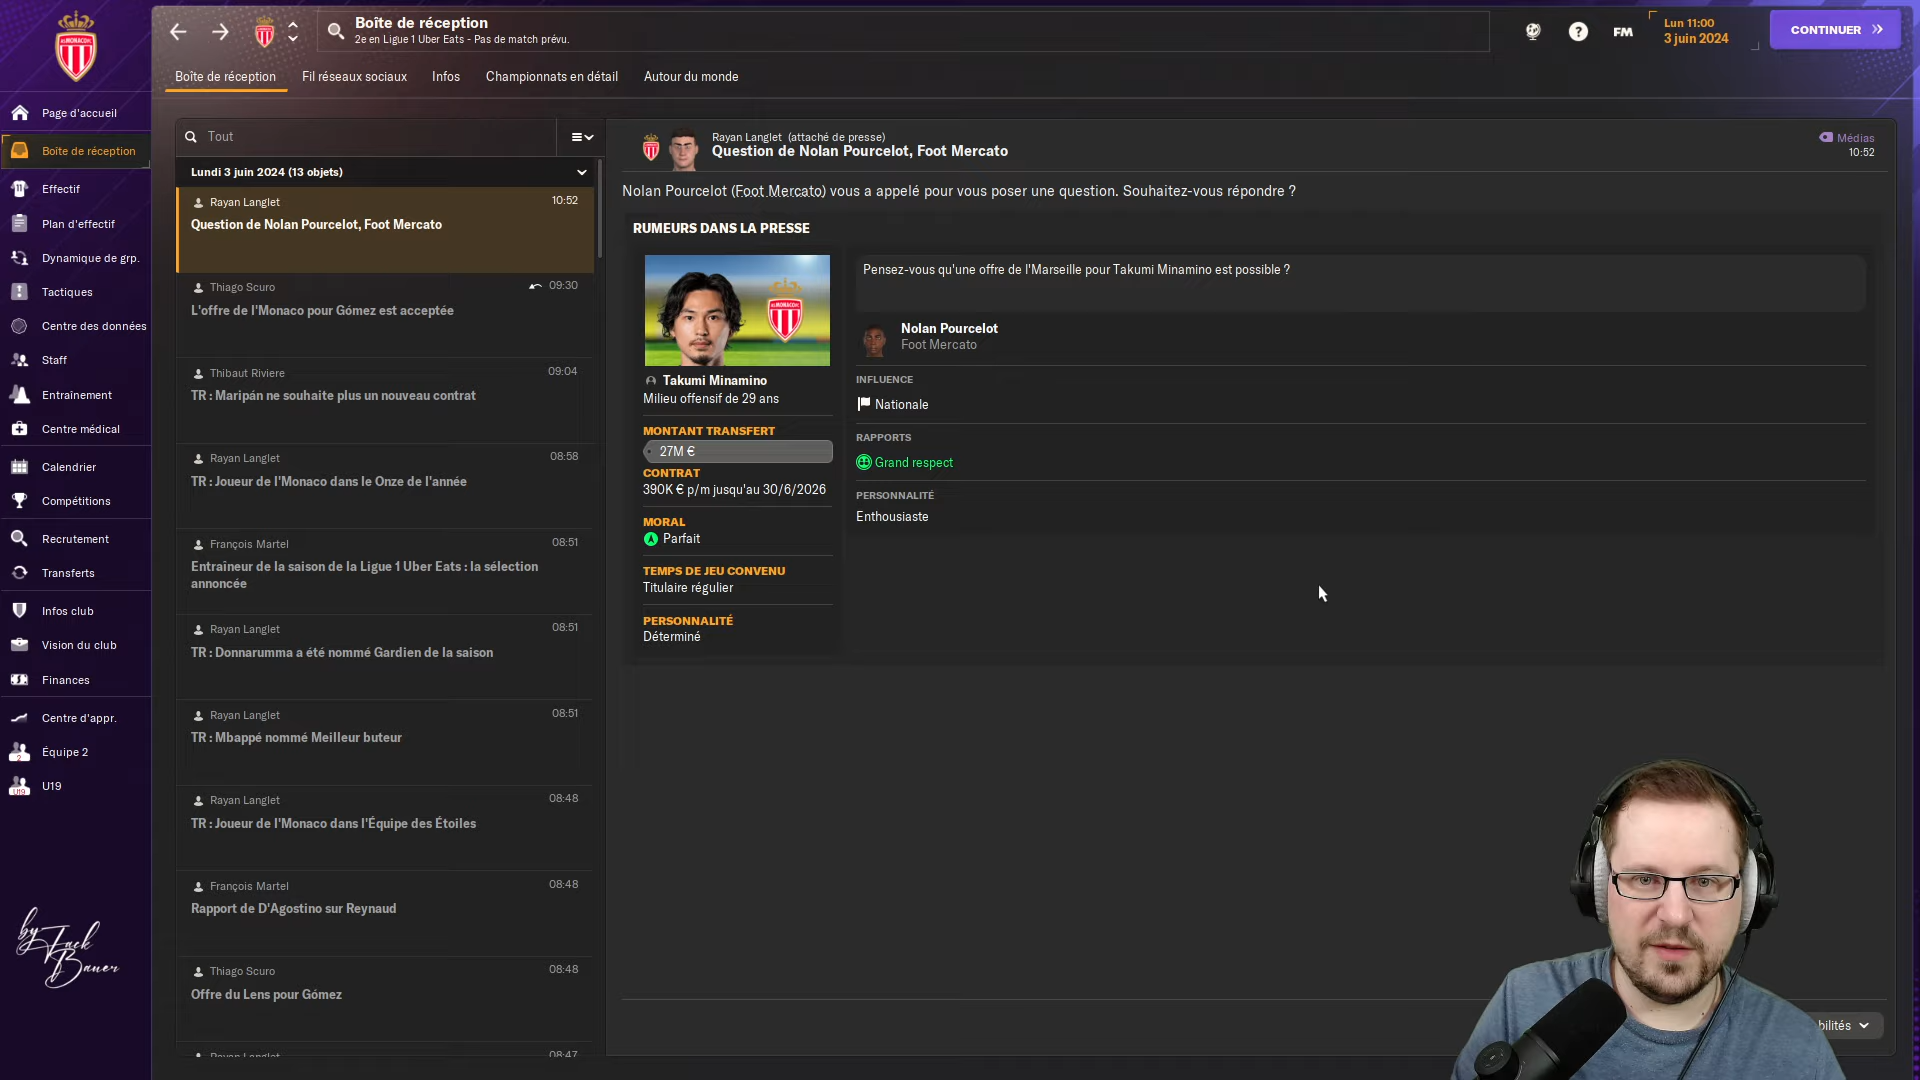 Boîte de réception
2e en Ligue 1 Uber Eats - Pas de match prévu.
FM
Lun 11:00
3 juin 2024
CONTINUER
Boîte de réception
Fil réseaux sociaux
Infos
Championnats en détail
Autour du monde
Page d'accueil
Boîte de réception
Effectif
Plan d'effectif
Dynamique de grp.
Tactiques
Centre des données
Staff
Entraînement
Centre médical
Calendrier
Compétitions
Recrutement
Transferts
Infos club
Vision du club
Finances
Centre d'appr.
Équipe 2
U19
by Jack
Bauer
Tout
Lundi 3 juin 2024 (13 objets)
Rayan Langlet 10:52
Question de Nolan Pourcelot, Foot Mercato
Thiago Scuro 09:30
L'offre de l'Monaco pour Gómez est acceptée
Thibaut Riviere 09:04
TR : Maripán ne souhaite plus un nouveau contrat
Rayan Langlet 08:58
TR : Joueur de l'Monaco dans le Onze de l'année
François Martel 08:51
Entraîneur de la saison de la Ligue 1 Uber Eats : la sélection
annoncée
Rayan Langlet 08:51
TR : Donnarumma a été nommé Gardien de la saison
Rayan Langlet 08:51
TR : Mbappé nommé Meilleur buteur
Rayan Langlet 08:48
TR : Joueur de l'Monaco dans l'Équipe des Étoiles
François Martel 08:48
Rapport de D'Agostino sur Reynaud
Thiago Scuro 08:48
Offre du Lens pour Gómez
Rayan Langlet 08:47
Rayan Langlet (attaché de presse)
Question de Nolan Pourcelot, Foot Mercato
Médias
10:52
Nolan Pourcelot (Foot Mercato) vous a appelé pour vous poser une question. Souhaitez-vous répondre ?
RUMEURS DANS LA PRESSE
Takumi Minamino
Milieu offensif de 29 ans
MONTANT TRANSFERT
27M €
CONTRAT
390K € p/m jusqu'au 30/6/2026
MORAL
Parfait
TEMPS DE JEU CONVENU
Titulaire régulier
PERSONNALITÉ
Déterminé
Pensez-vous qu'une offre de l'Marseille pour Takumi Minamino est possible ?
Nolan Pourcelot
Foot Mercato
INFLUENCE
Nationale
RAPPORTS
Grand respect
PERSONNALITÉ
Enthousiaste